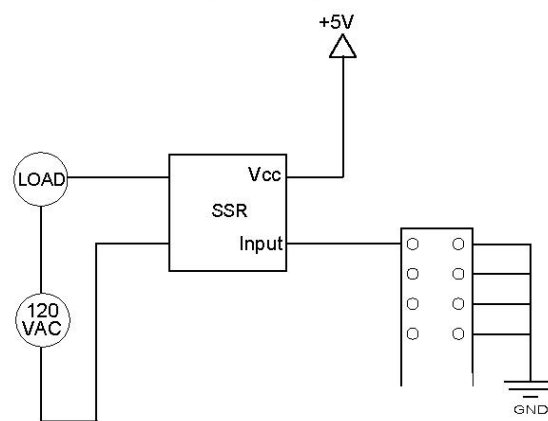 +5V
LOAD
Vcc
SSR
Input
120
VAC
GND